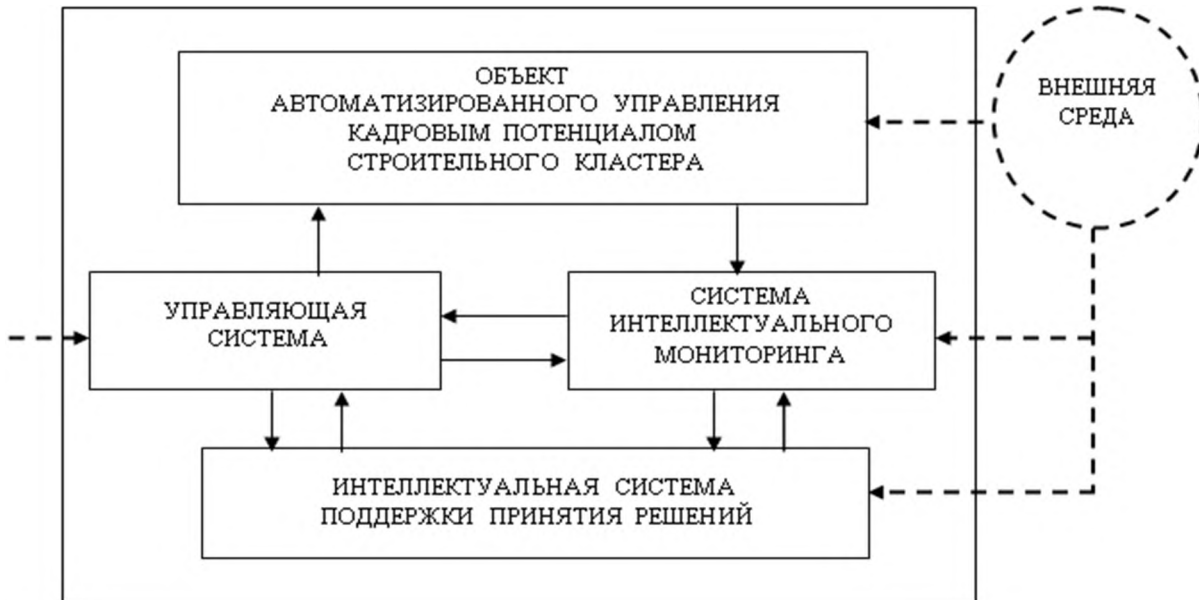 ОБЪЕКТ
АВТОМАТИЗИРОВАННОГО УПРАВЛЕНИЯ
КАДРОВЫМ ПОТЕНЦИАЛОМ
СТРОИТЕЛЬНОГО КЛАСТЕРА
ВНЕШНЯЯ
СРЕДА
УПРАВЛЯЮЩАЯ
СИСТЕМА
СИСТЕМА
ИНТЕЛЛЕКТУАЛЬНОГО
МОНИТОРИНГА
ИНТЕЛЛЕКТУАЛЬНАЯ СИСТЕМА
ПОДДЕРЖКИ ПРИНЯТИЯ РЕШЕНИЙ